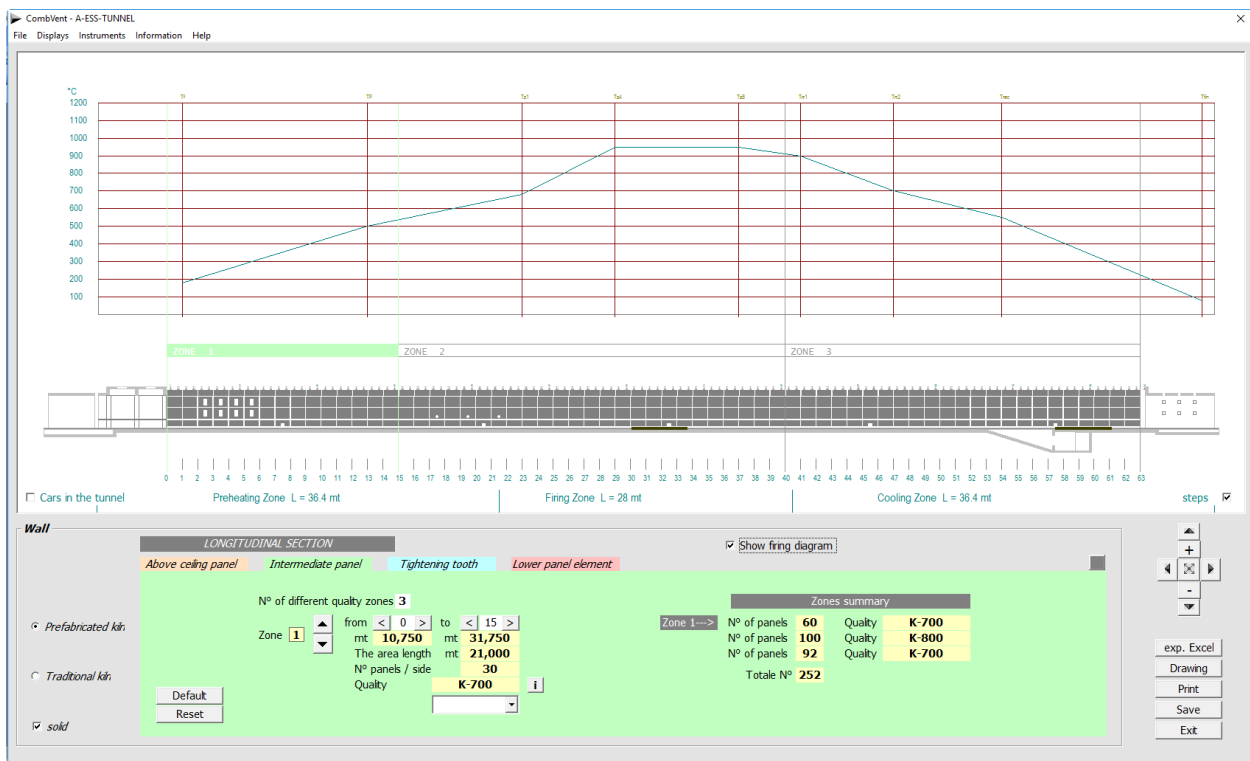 CombVent - A-ESS-TUNNEL
File Displays Instruments Information Help
°C
Tf Tp Ta1 Ta4 Ta8 Tm1 Tm2 Trec Tfin
1200
1100
1000
900
800
700
600
500
400
300
200
100
ZONE 1 ZONE 2 ZONE 3
0 1 2 3 4 5 6 7 8 9 10 11 12 13 14 15 16 17 18 19 20 21 22 23 24 25 26 27 28 29 30 31 32 33 34 35 36 37 38 39 40 41 42 43 44 45 46 47 48 49 50 51 52 53 54 55 56 57 58 59 60 61 62 63
Cars in the tunnel Preheating Zone L = 36.4 mt Firing Zone L = 28 mt Cooling Zone L = 36.4 mt steps
Wall
LONGITUDINAL SECTION Show firing diagram
Above ceiling panel Intermediate panel Tightening tooth Lower panel element
N° of different quality zones 3 Zones summary
Zone 1 from < 0 > to < 15 > Zone 1---> N° of panels 60 Quality K-700
mt 10,750 mt 31,750 N° of panels 100 Quality K-800
The area length mt 21,000 N° of panels 92 Quality K-700
N° panels / side 30 Totale N° 252
Quality K-700 i
Prefabricated kiln
Traditional kiln
solid
Default
Reset
+
-
exp. Excel
Drawing
Print
Save
Exit